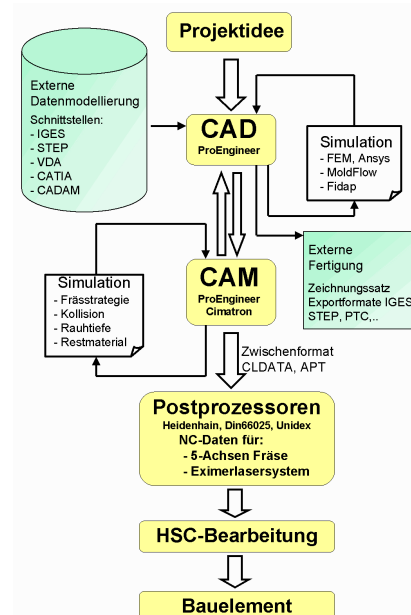 Projektidee
Externe
Datenmodellierung
Schnittstellen:
- IGES
- STEP
- VDA
- CATIA
- CADAM
CAD
ProEngineer
Simulation
- FEM, Ansys
- MoldFlow
- Fidap
Externe
Fertigung
Zeichnungssatz
Exportformate IGES
STEP, PTC,..
Simulation
- Frässtrategie
- Kollision
- Rauhtiefe
- Restmaterial
CAM
ProEngineer
Cimatron
Zwischenformat
CLDATA, APT
Postprozessoren
Heidenhain, Din66025, Unidex
NC-Daten für:
- 5-Achsen Fräse
- Eximerlasersystem
HSC-Bearbeitung
Bauelement